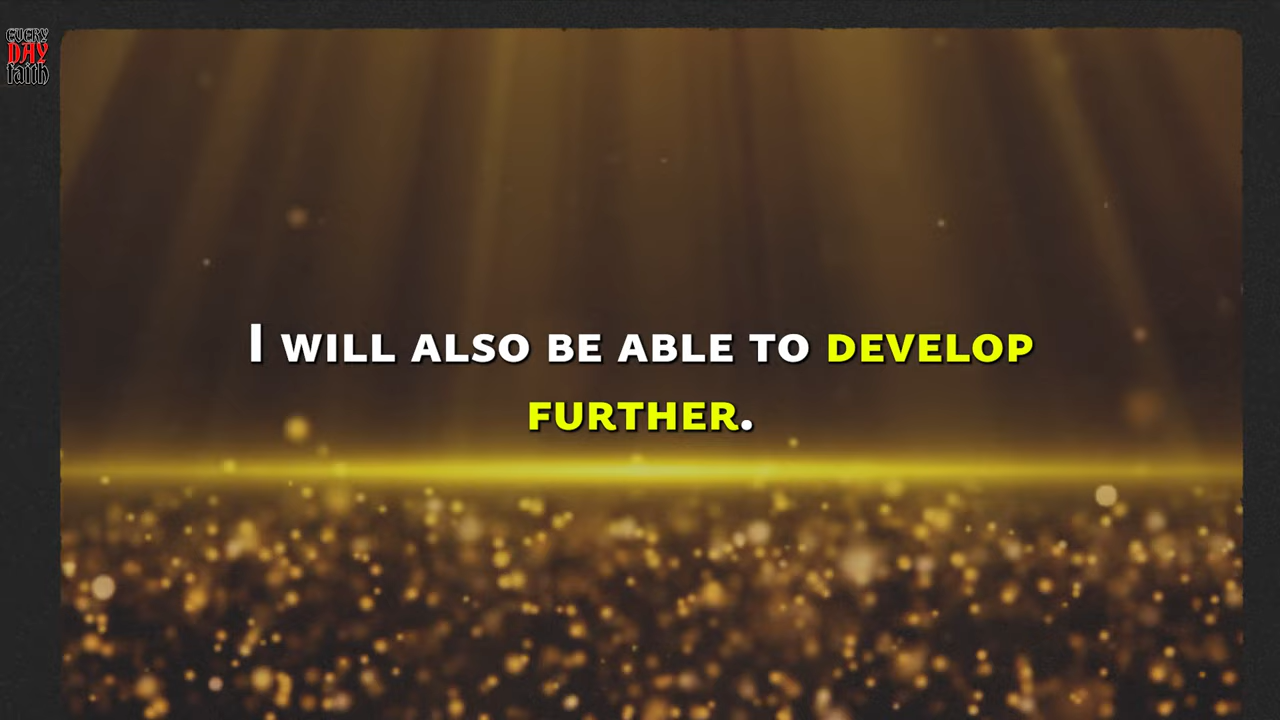 EVERY
DAY
faith
I WILL ALSO BE ABLE TO DEVELOP
FURTHER.